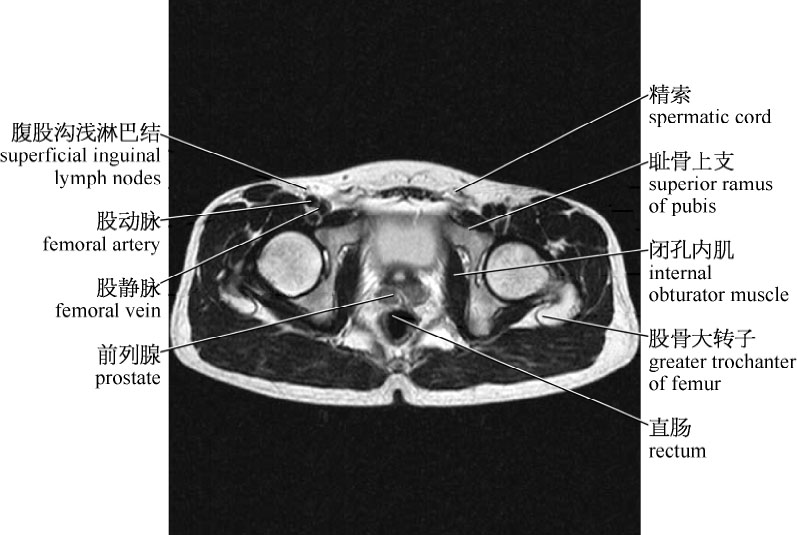 腹股沟浅淋巴结
superficial inguinal
lymph nodes
股动脉
femoral artery
股静脉
femoral vein
前列腺
prostate
精索
spermatic cord
耻骨上支
superior ramus
of pubis
闭孔内肌
internal
obturator muscle
股骨大转子
greater trochanter
of femur
直肠
rectum